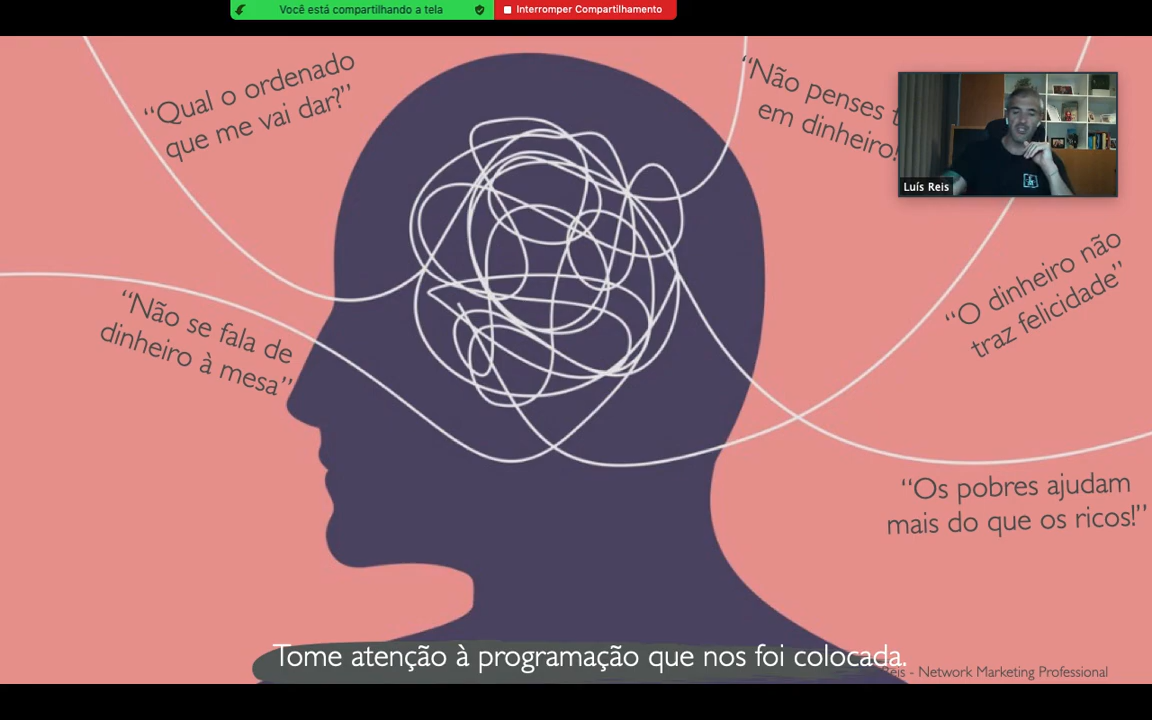 Você está compartilhando a tela
Interromper Compartilhamento
“Qual o ordenado
que me vai dar?”
“Não penses
em dinheiro!
Luís Reis
“Não se fala de
dinheiro à mesa”
“O dinheiro não
traz felicidade”
“Os pobres ajudam
mais do que os ricos!”
Tome atenção à programação que nos foi colocada.
Reis - Network Marketing Professional